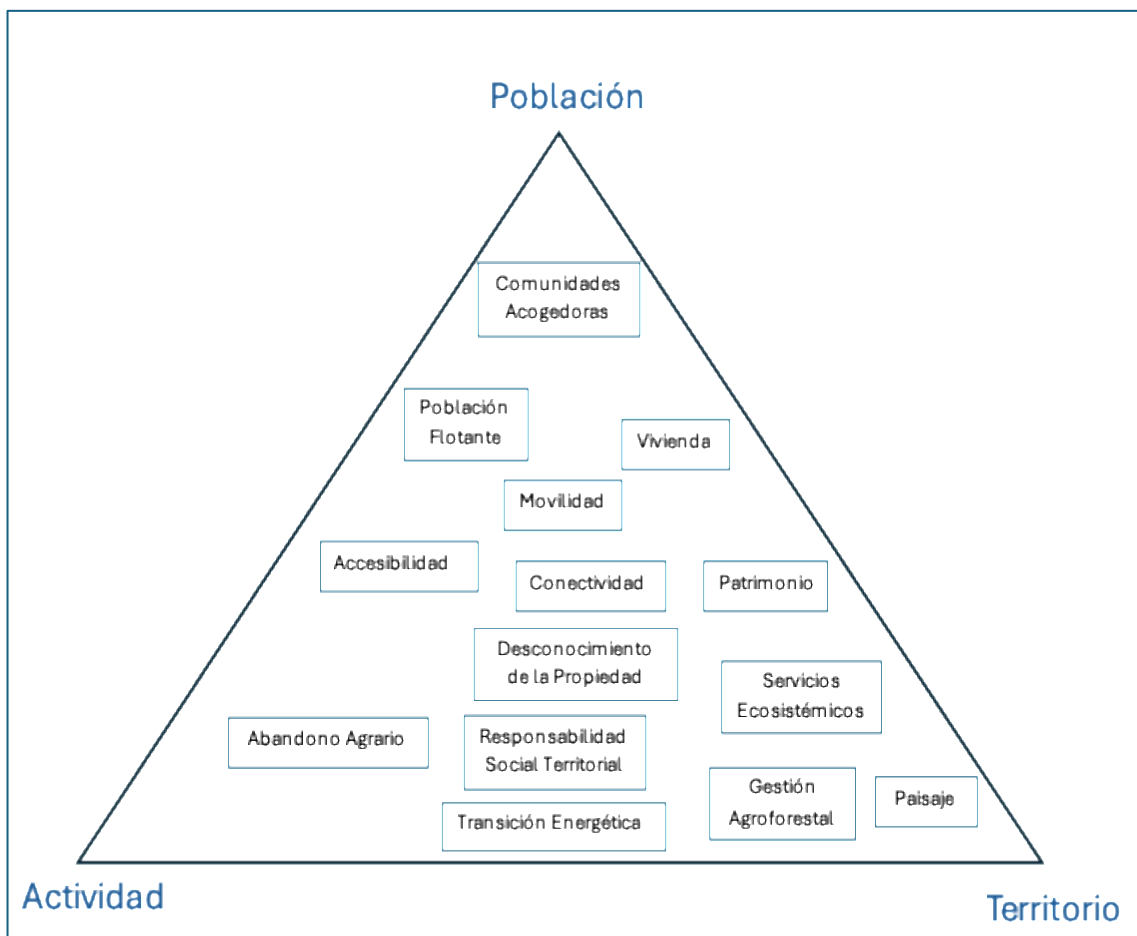 Población
Comunidades
Acogedoras
Población
Flotante
Vivienda
Movilidad
Accesibilidad
Conectividad
Patrimonio
Desconocimiento
de la Propiedad
Servicios
Ecosistémicos
Abandono Agrario
Responsabilidad
Social Territorial
Gestión
Agroforestal
Paisaje
Transición Energética
Actividad
Territorio